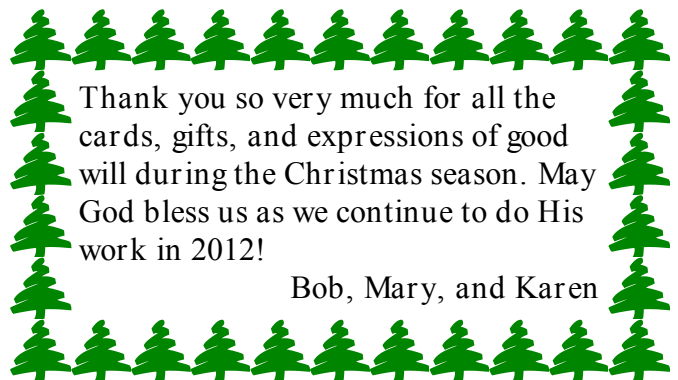 Thank you so very much for all the
cards, gifts, and expressions of good
will during the Christmas season. May
God bless us as we continue to do His
work in 2012!
Bob, Mary, and Karen